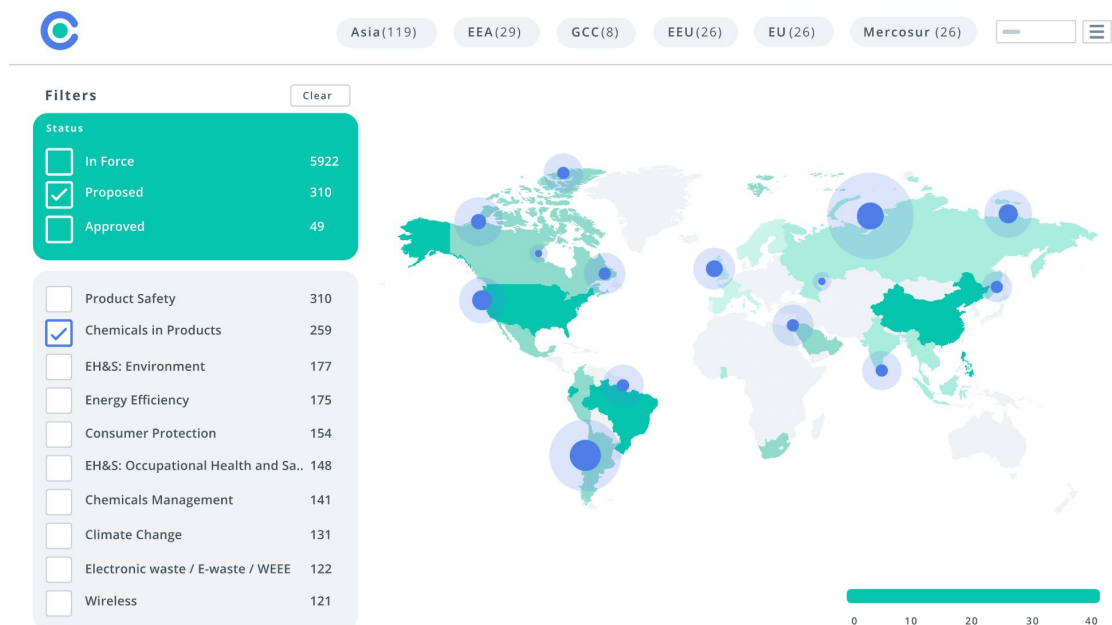 Asia(119) EEA(29) GCC(8) EEU(26) EU(26) Mercosur (26)
Filters Clear
Status
In Force 5922
Proposed 310
Approved 49
Product Safety 310
Chemicals in Products 259
EH&S: Environment 177
Energy Efficiency 175
Consumer Protection 154
EH&S: Occupational Health and Sa.. 148
Chemicals Management 141
Climate Change 131
Electronic waste / E-waste / WEEE 122
Wireless 121
0 10 20 30 40